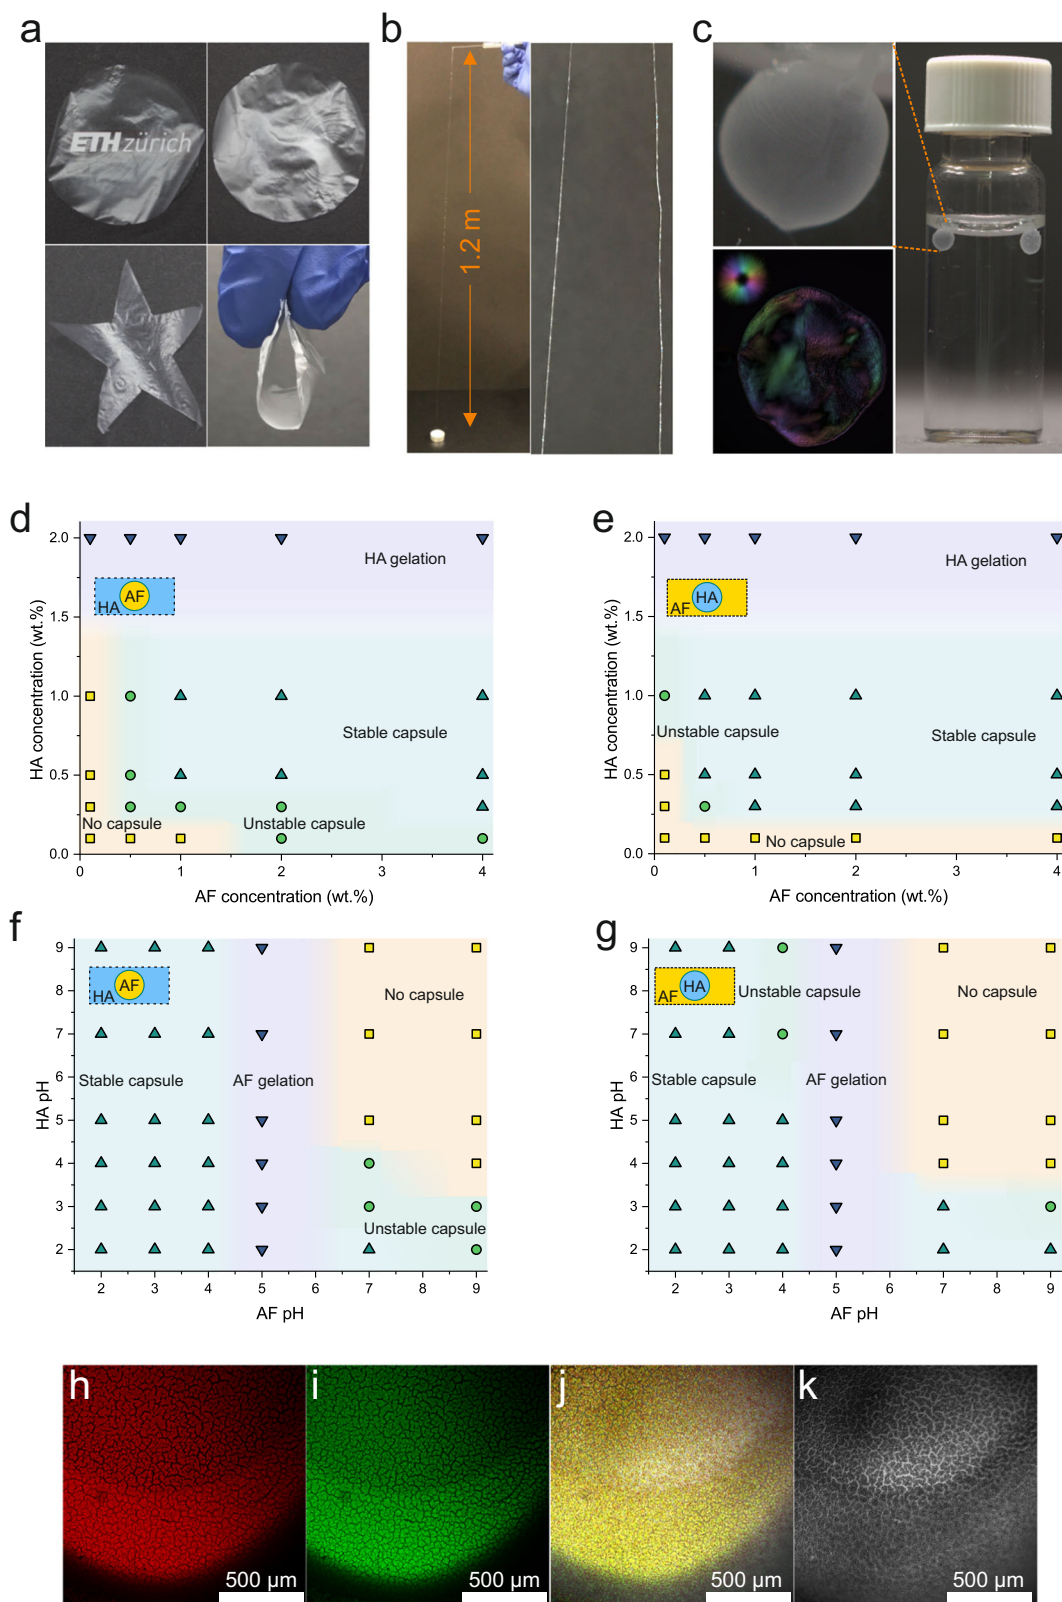 a
b
c
ETH zürich
1.2 m
d
HA concentration (wt.%)
2.0
1.5
1.0
0.5
0.0
HA gelation
HA
AF
Stable capsule
No capsule
Unstable capsule
0
1
2
3
4
AF concentration (wt.%)
e
HA concentration (wt.%)
2.0
1.5
1.0
0.5
0.0
HA gelation
AF
HA
Unstable capsule
Stable capsule
No capsule
0
1
2
3
4
AF concentration (wt.%)
f
HA pH
9
8
7
6
5
4
3
2
HA
AF
No capsule
Stable capsule
AF gelation
Unstable capsule
2
3
4
5
6
7
8
9
AF pH
g
HA pH
9
8
7
6
5
4
3
2
AF
HA
Unstable capsule
No capsule
Stable capsule
AF gelation
2
3
4
5
6
7
8
9
AF pH
h
500 µm
i
500 µm
j
500 µm
k
500 µm